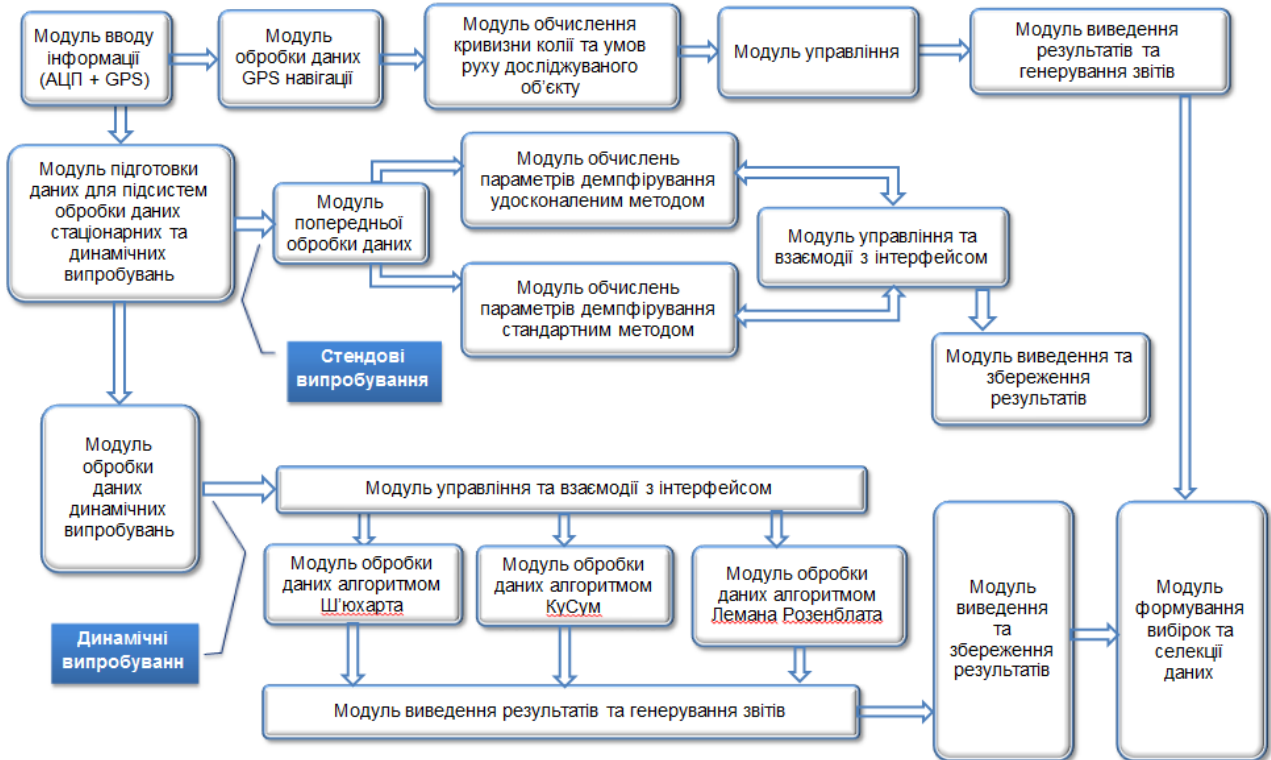 Модуль вводу
інформації
(АЦП + GPS)
Модуль
обробки даних
GPS навігації
Модуль обчислення
кривизни колії та умов
руху досліджуваного
об’єкту
Модуль управління
Модуль виведення
результатів та
генерування звітів
Модуль підготовки
даних для підсистем
обробки даних
стаціонарних та
динамічних
випробувань
Модуль
попередньої
обробки даних
Модуль обчислень
параметрів демпфірування
удосконаленим методом
Модуль обчислень
параметрів демпфірування
стандартним методом
Модуль управління та
взаємодії з інтерфейсом
Модуль виведення та
збереження
результатів
Стендові
випробування
Модуль
обробки
даних
динамічних
випробувань
Динамічні
випробуванн
Модуль управління та взаємодії з інтерфейсом
Модуль обробки
даних алгоритмом
Ш’юхарта
Модуль обробки
даних алгоритмом
КуСум
Модуль обробки
даних алгоритмом
Лемана Розенблата
Модуль виведення результатів та генерування звітів
Модуль
виведення
та
збереження
результатів
Модуль
формування
вибірок та
селекції
даних